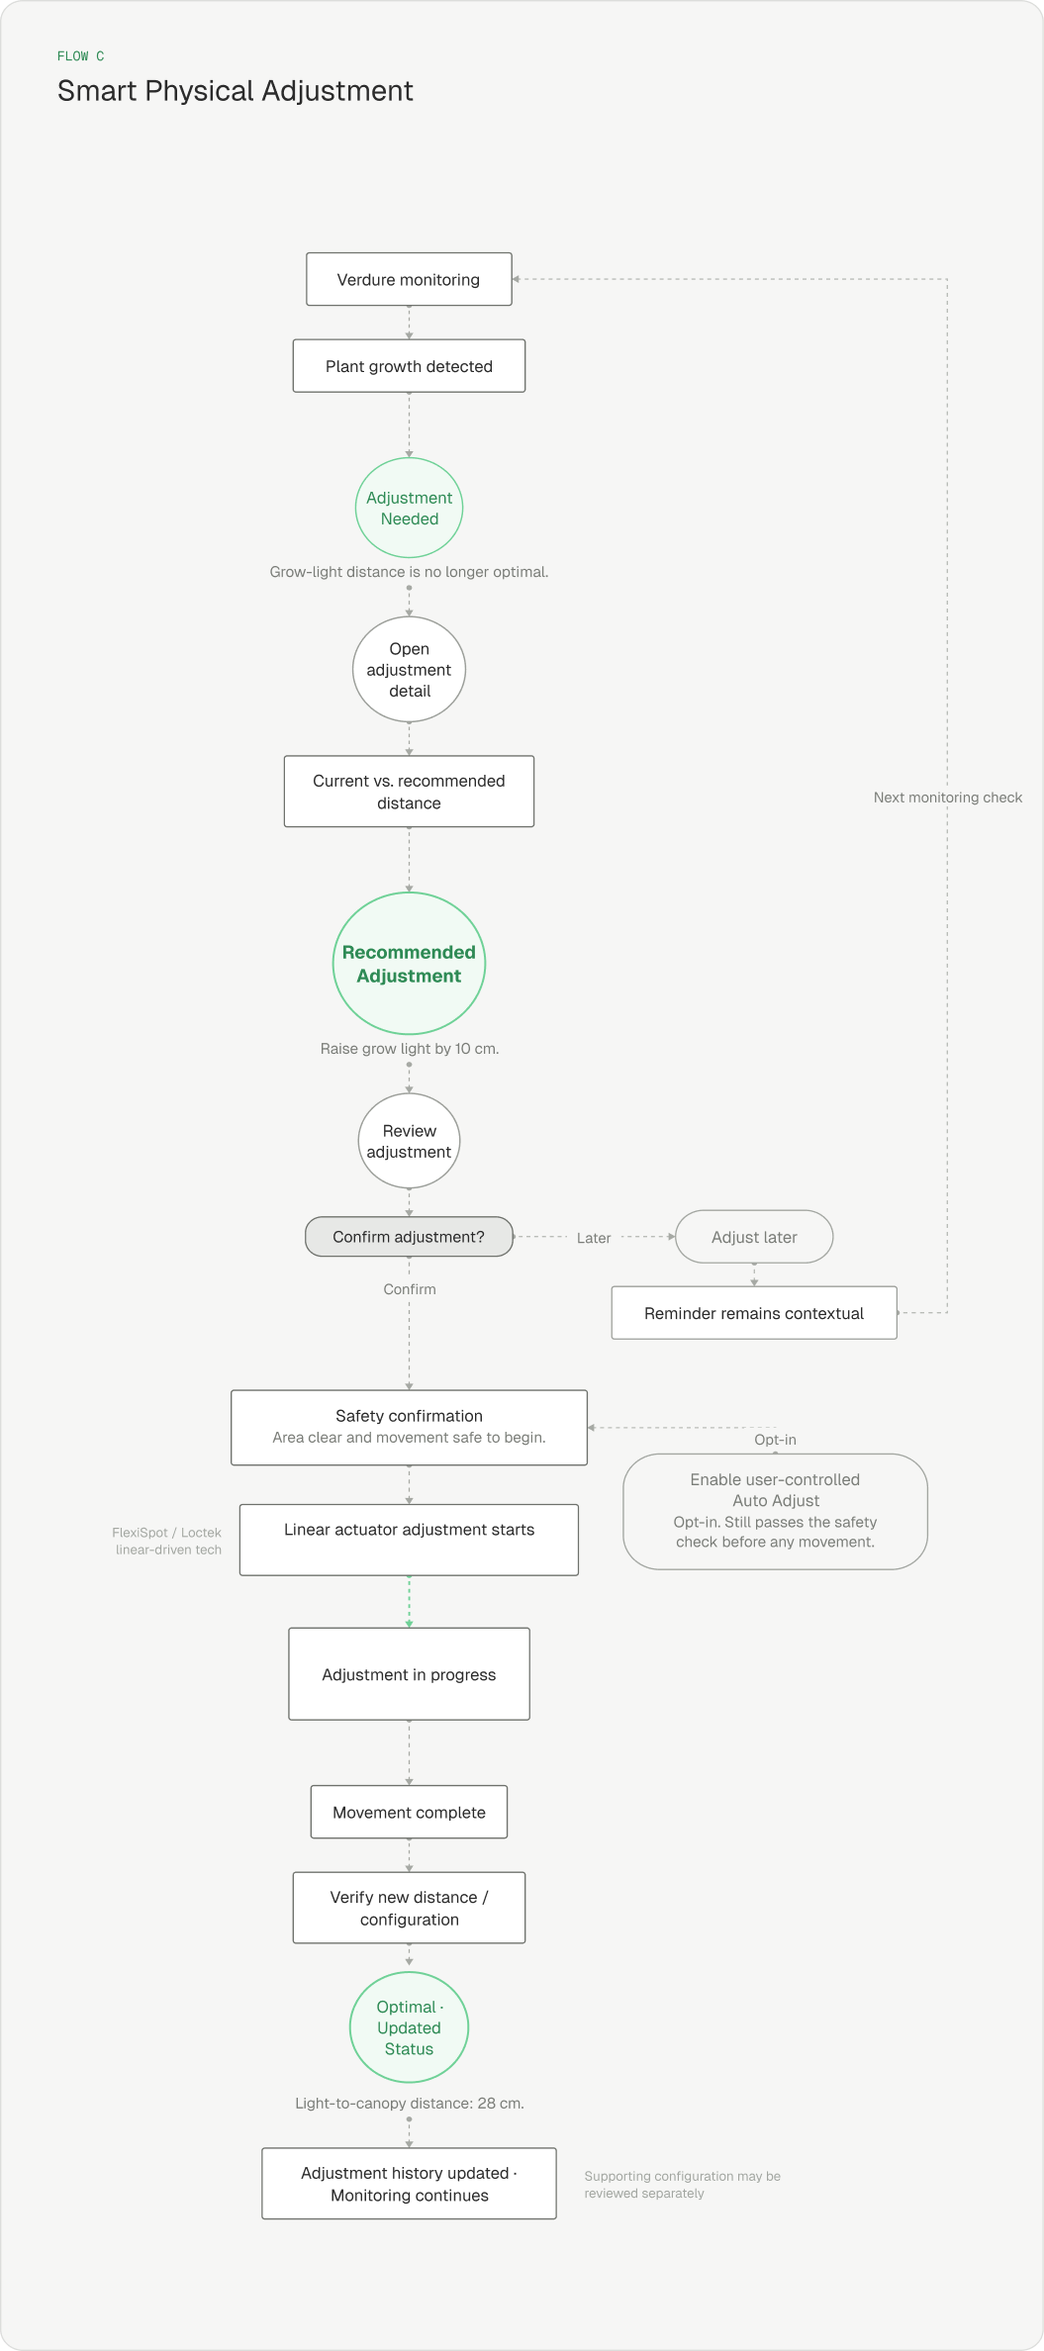 FLOW C
Smart Physical Adjustment
Verdure monitoring
Plant growth detected
Adjustment
Needed
Grow-light distance is no longer optimal.
Open
adjustment
detail
Current vs. recommended
distance
Next monitoring check
Recommended
Adjustment
Raise grow light by 10 cm.
Review
adjustment
Confirm adjustment?
Later
Adjust later
Confirm
Reminder remains contextual
Safety confirmation
Area clear and movement safe to begin.
Opt-in
Enable user-controlled
Auto Adjust
Opt-in. Still passes the safety
check before any movement.
Linear actuator adjustment starts
FlexiSpot / Loctek
linear-driven tech
Adjustment in progress
Movement complete
Verify new distance /
configuration
Optimal ·
Updated
Status
Light-to-canopy distance: 28 cm.
Adjustment history updated ·
Monitoring continues
Supporting configuration may be
reviewed separately